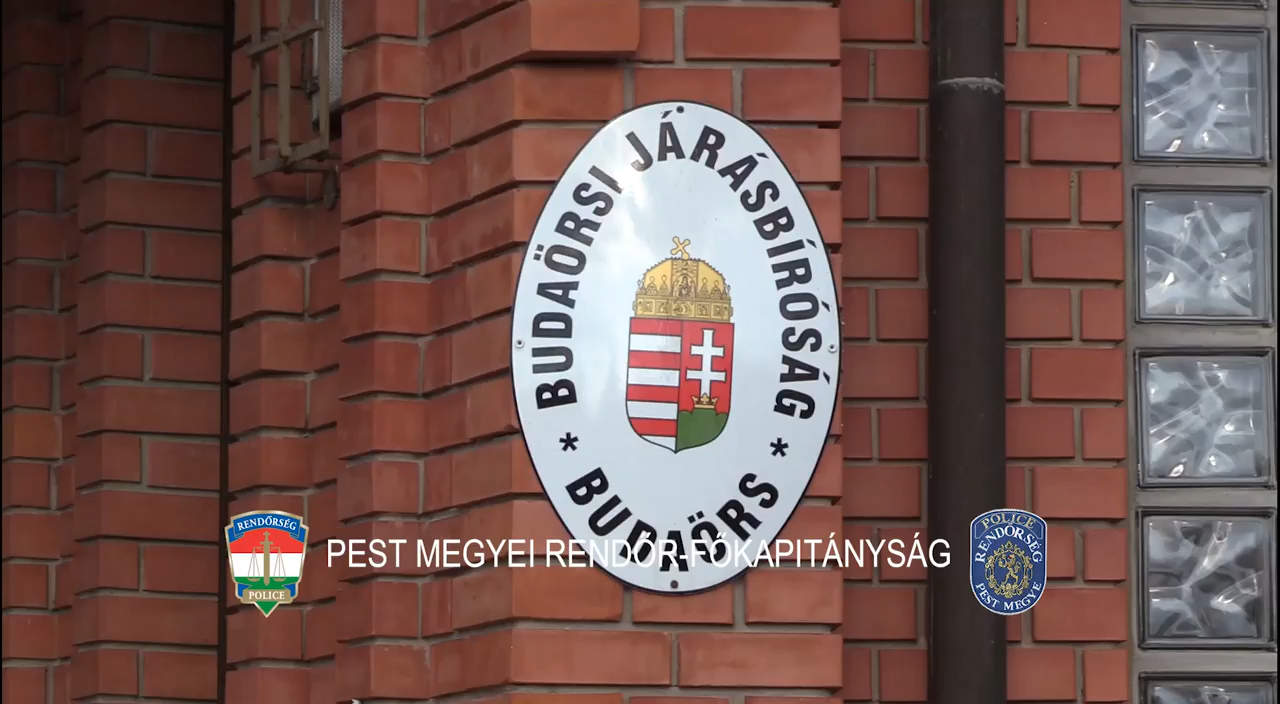 BUDAÖRSI JÁRÁSBÍRÓSÁG
* BUDAÖRS *
RENDŐRSÉG
POLICE
PEST MEGYEI RENDŐR-FŐKAPITÁNYSÁG
POLICE
RENDŐRSÉG
PEST MEGYE